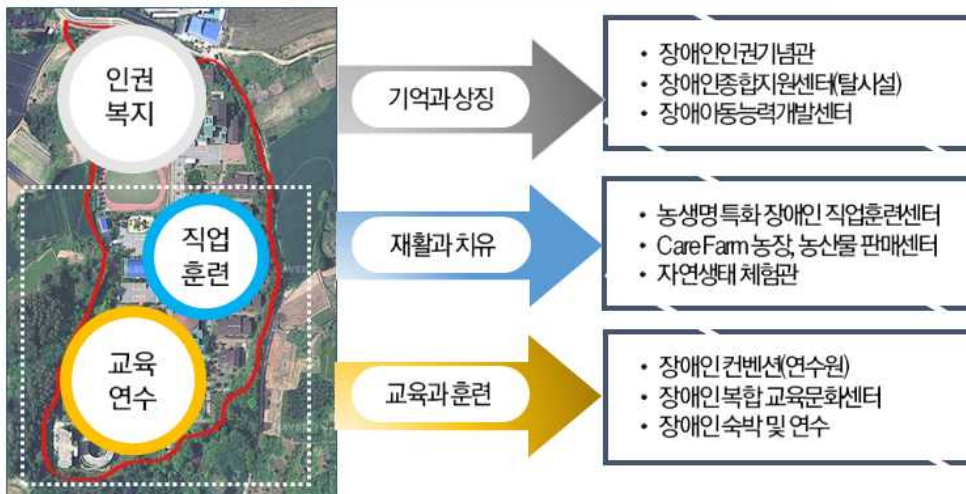 인권
복지
기억과 상징
• 장애인인권기념관
• 장애인종합지원센터(탈시설)
• 장애아동능력개발센터
직업
훈련
재활과 치유
• 농생명 특화 장애인 직업훈련센터
• Care Farm 농장, 농산물 판매센터
• 자연생태 체험관
교육
연수
교육과 훈련
• 장애인 컨벤션(연수원)
• 장애인 복합 교육문화센터
• 장애인 숙박 및 연수